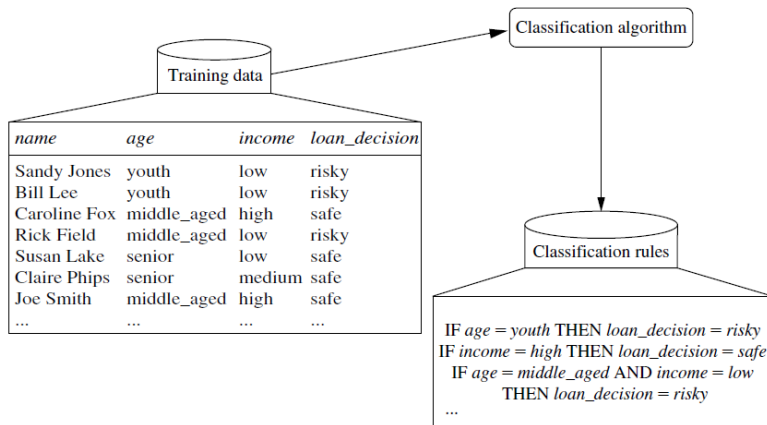 Classification algorithm
Training data
name age income loan_decision
Sandy Jones youth low risky
Bill Lee youth low risky
Caroline Fox middle_aged high safe
Rick Field middle_aged low risky
Susan Lake senior low safe
Claire Phips senior medium safe
Joe Smith middle_aged high safe
... ... ... ...
Classification rules
IF age = youth THEN loan_decision = risky
IF income = high THEN loan_decision = safe
IF age = middle_aged AND income = low
THEN loan_decision = risky
...